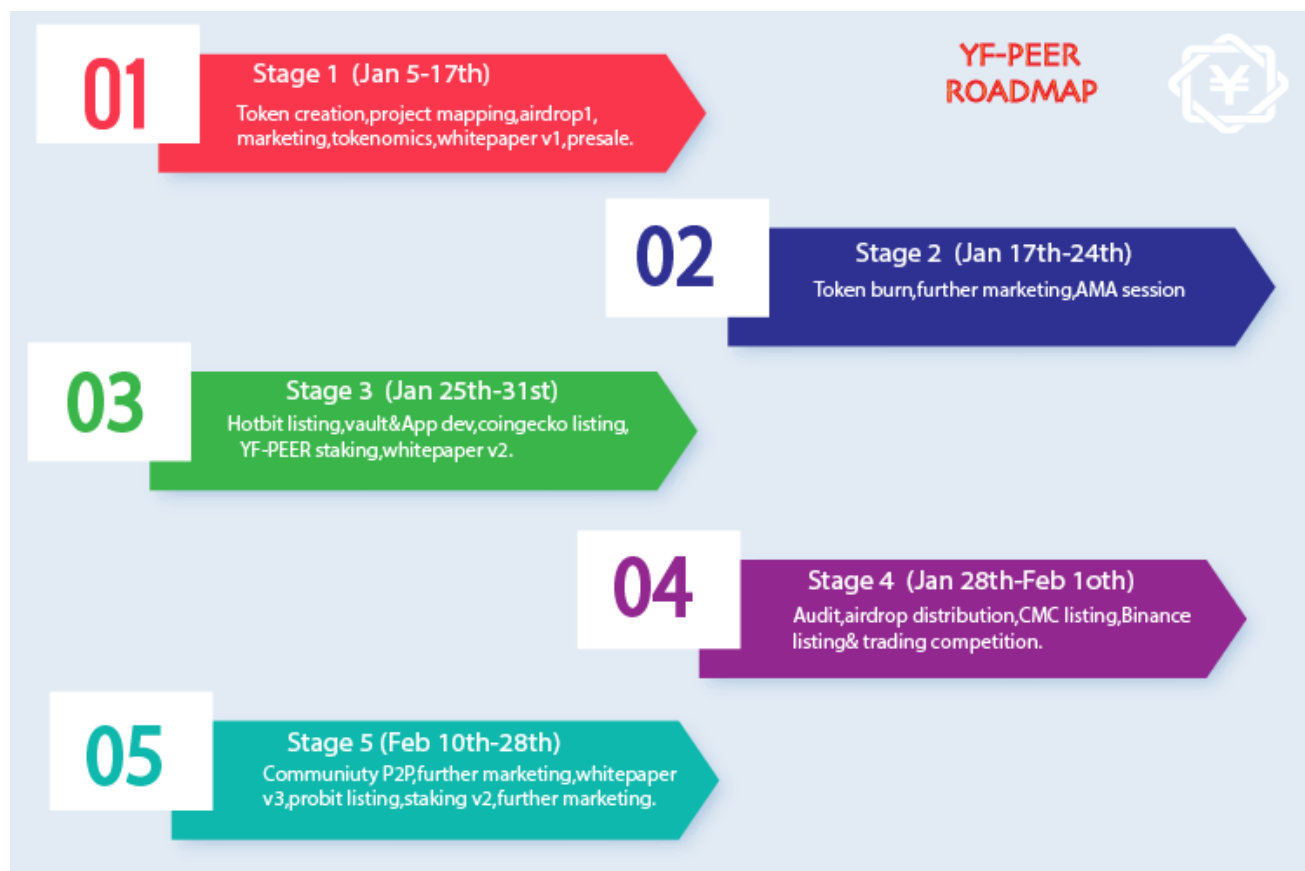 YF-PEER
ROADMAP
¥
01
Stage 1 (Jan 5-17th)
Token creation,project mapping,airdrop1,
marketing,tokenomics,whitepaper v1,presale.
02
Stage 2 (Jan 17th-24th)
Token burn,further marketing,AMA session
03
Stage 3 (Jan 25th-31st)
Hotbit listing,vault&App dev,coingecko listing,
YF-PEER staking,whitepaper v2.
04
Stage 4 (Jan 28th-Feb 1oth)
Audit,airdrop distribution,CMC listing,Binance
listing& trading competition.
05
Stage 5 (Feb 10th-28th)
Communiuty P2P,further marketing,whitepaper
v3,probit listing,staking v2,further marketing.